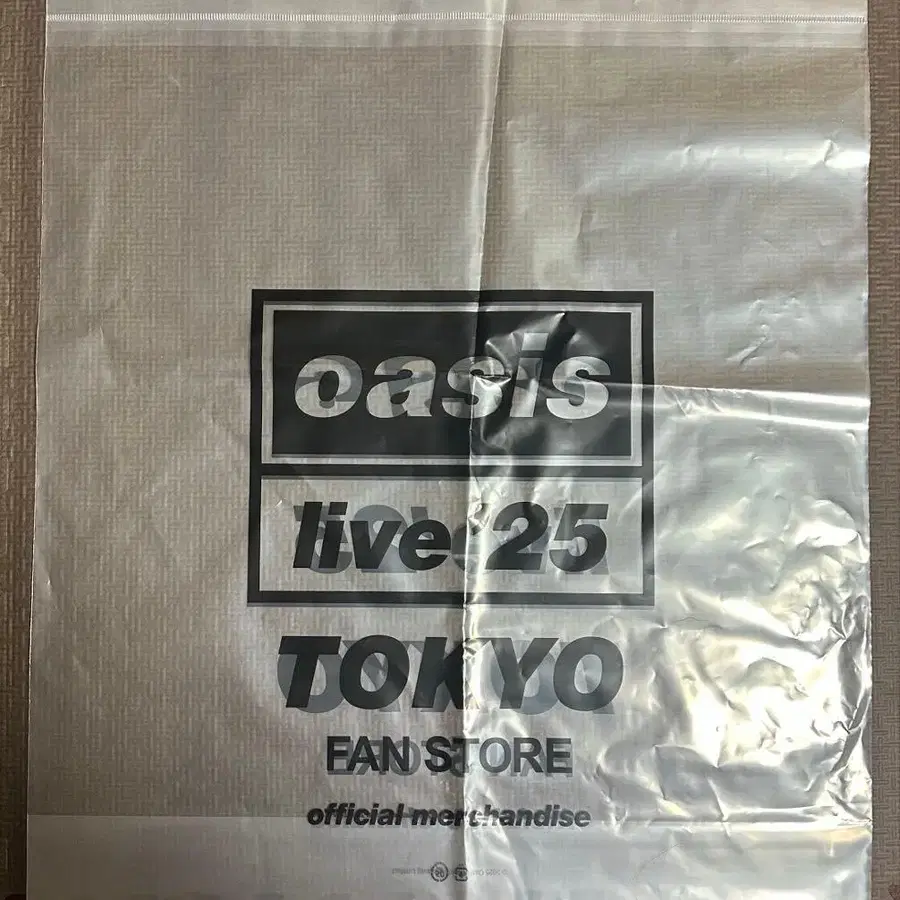 oasis
live '25
TOKYO
FAN STORE
official merchandise